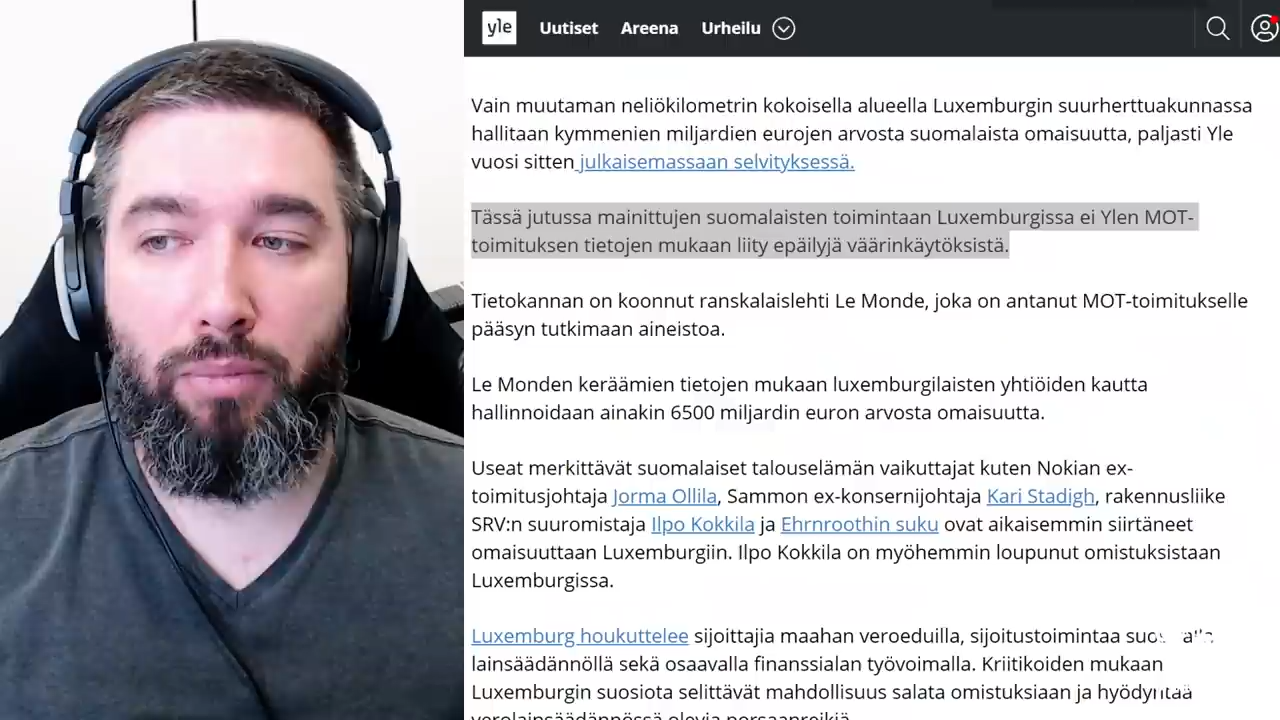 yle Uutiset Areena Urheilu
Vain muutaman neliökilometrin kokoisella alueella Luxemburgin suurherttuakunnassa
hallitaan kymmenien miljardien eurojen arvosta suomalaista omaisuutta, paljasti Yle
vuosi sitten julkaisemassaan selvityksessä.
Tässä jutussa mainittujen suomalaisten toimintaan Luxemburgissa ei Ylen MOT-
toimituksen tietojen mukaan liity epäilyjä väärinkäytöksistä.
Tietokannan on koonnut ranskalaislehti Le Monde, joka on antanut MOT-toimitukselle
pääsyn tutkimaan aineistoa.
Le Monden keräämien tietojen mukaan luxemburgilaisten yhtiöiden kautta
hallinnoidaan ainakin 6500 miljardin euron arvosta omaisuutta.
Useat merkittävät suomalaiset talouselämän vaikuttajat kuten Nokian ex-
toimitusjohtaja Jorma Ollila, Sammon ex-konsernijohtaja Kari Stadigh, rakennusliike
SRV:n suuromistaja Ilpo Kokkila ja Ehrnroothin suku ovat aikaisemmin siirtäneet
omaisuuttaan Luxemburgiin. Ilpo Kokkila on myöhemmin luopunut omistuksistaan
Luxemburgissa.
Luxemburg houkuttelee sijoittajia maahan veroeduilla, sijoitustoimintaa
lainsäädännöllä sekä osaavalla finanssialan työvoimalla. Kriitikoiden mukaan
Luxemburgin suosiota selittävät mahdollisuus salata omistuksiaan ja hyödyntää
verolainsäädännössä olevia porsaanreikiä.